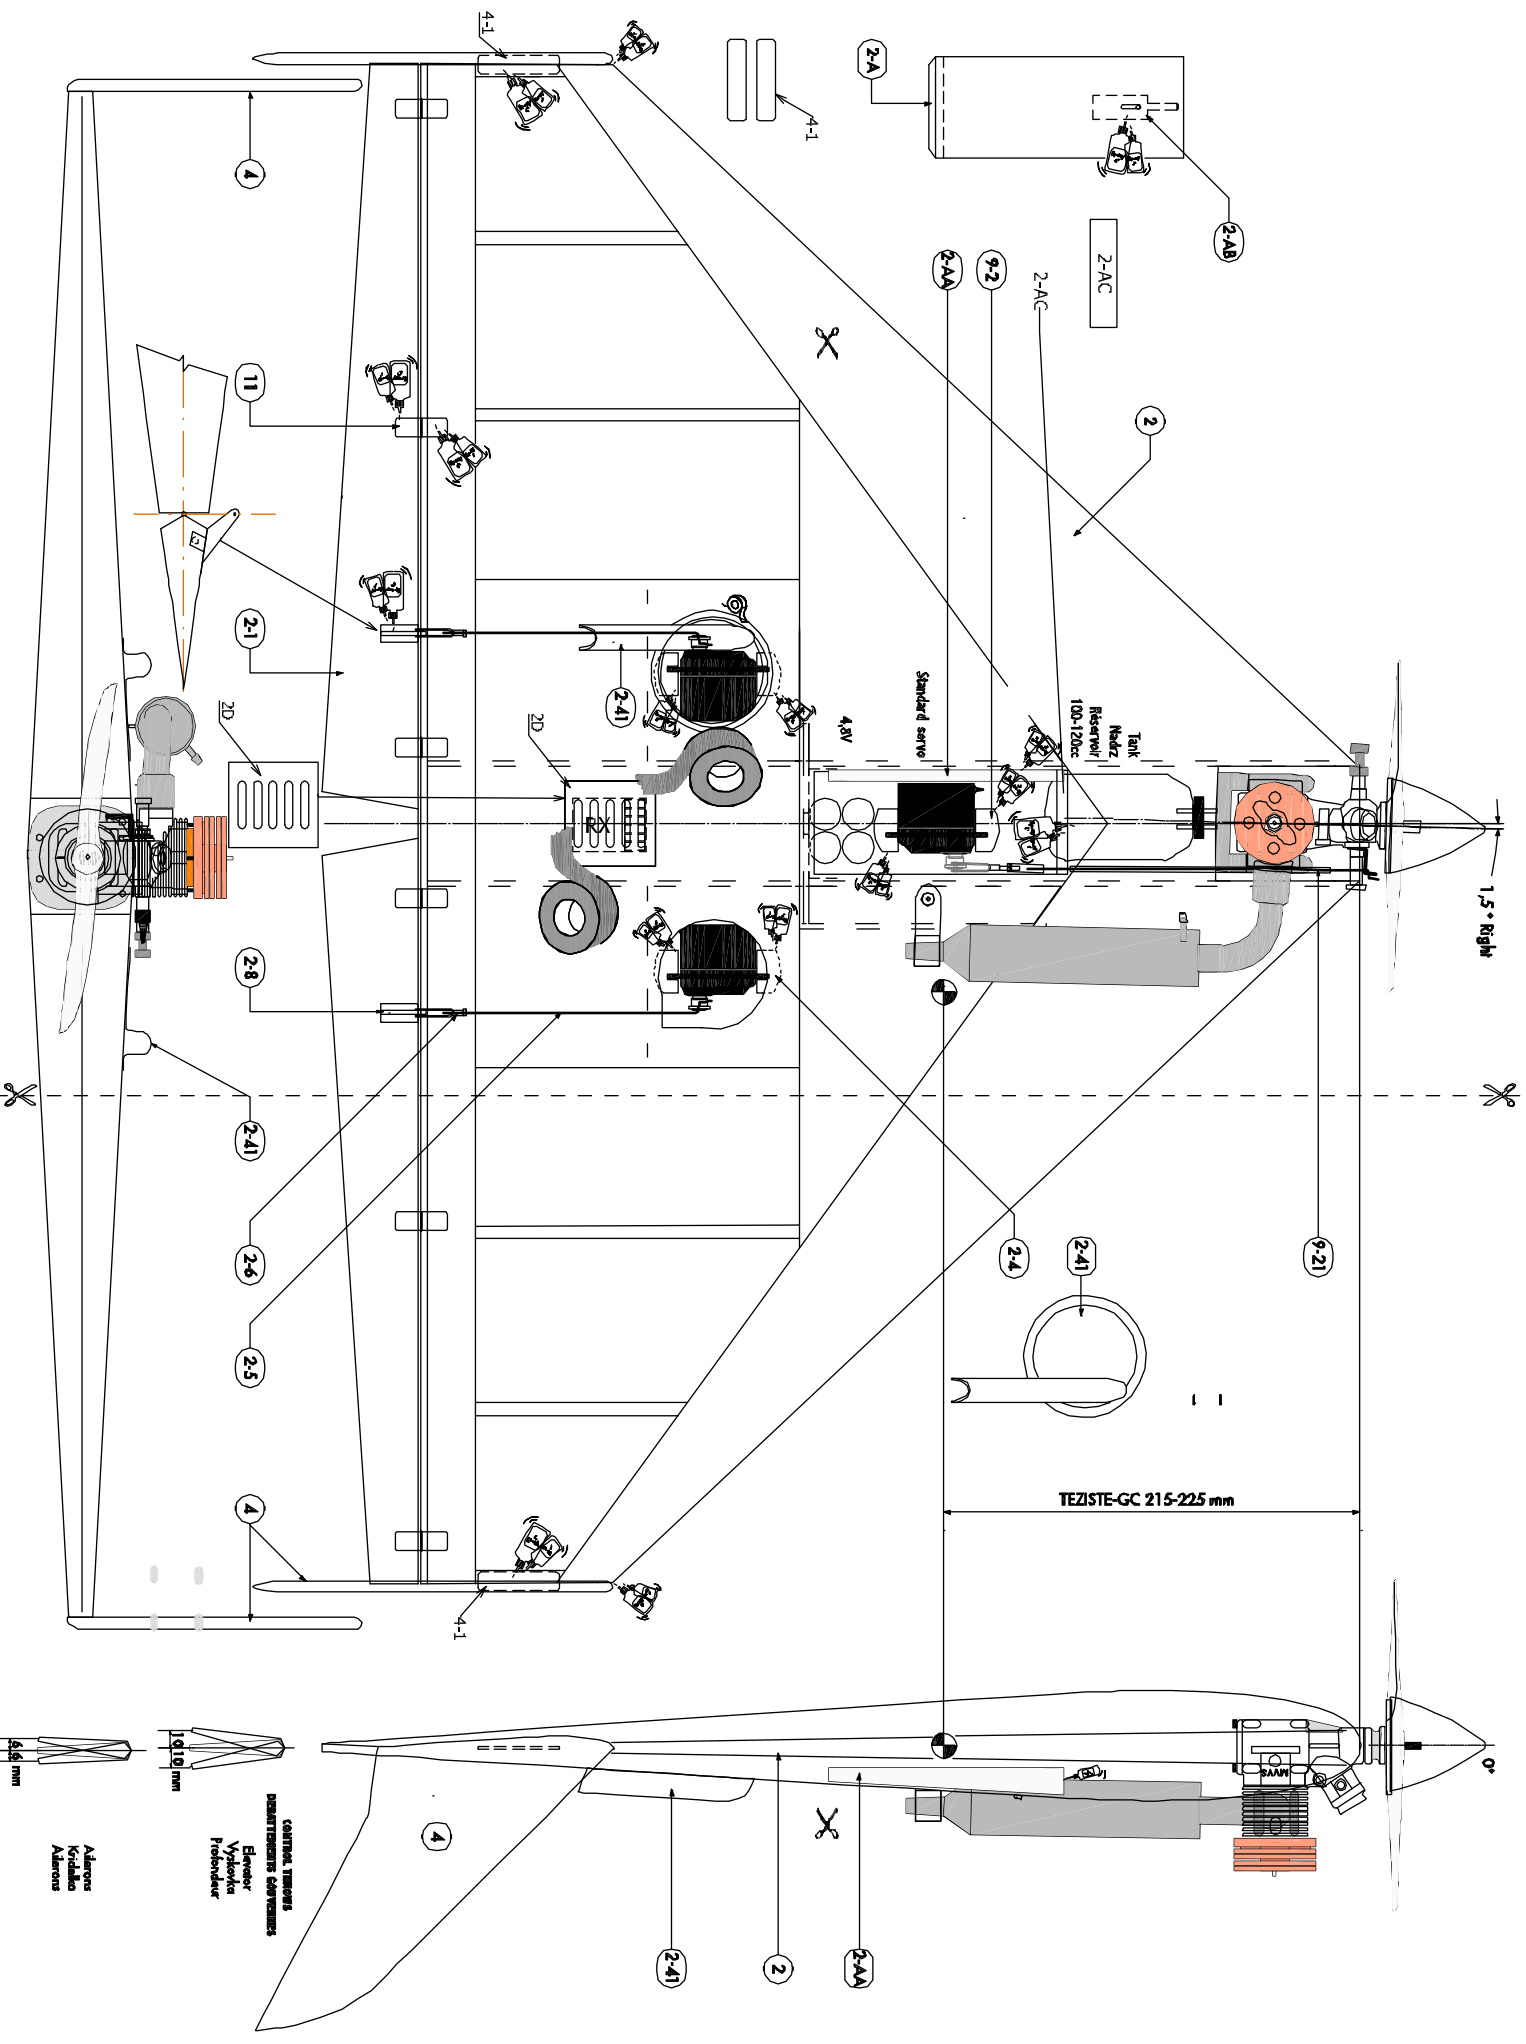 4-1
4-1
2-A
2-AB
2-AC
2-AC
9-2
2-AA
4
11
2
2-1
2D
2D
2-41
RX
4,8V
Standard servo
Tank
Nadrz
Réservoir
100-120cc
1,5° Right
2-8
2-41
2-6
2-5
2-4
2-41
9-21
TEZISTE-GC 215-225 mm
4
4-1
0°
MVVS
4
2-41
2
2-AA
10 10 mm
6 6 mm
CONTROL THROWS
DEBATTEMENTS GOUVERNES
Elevator
Vyskovka
Profondeur
Ailerons
Kridelka
Ailerons